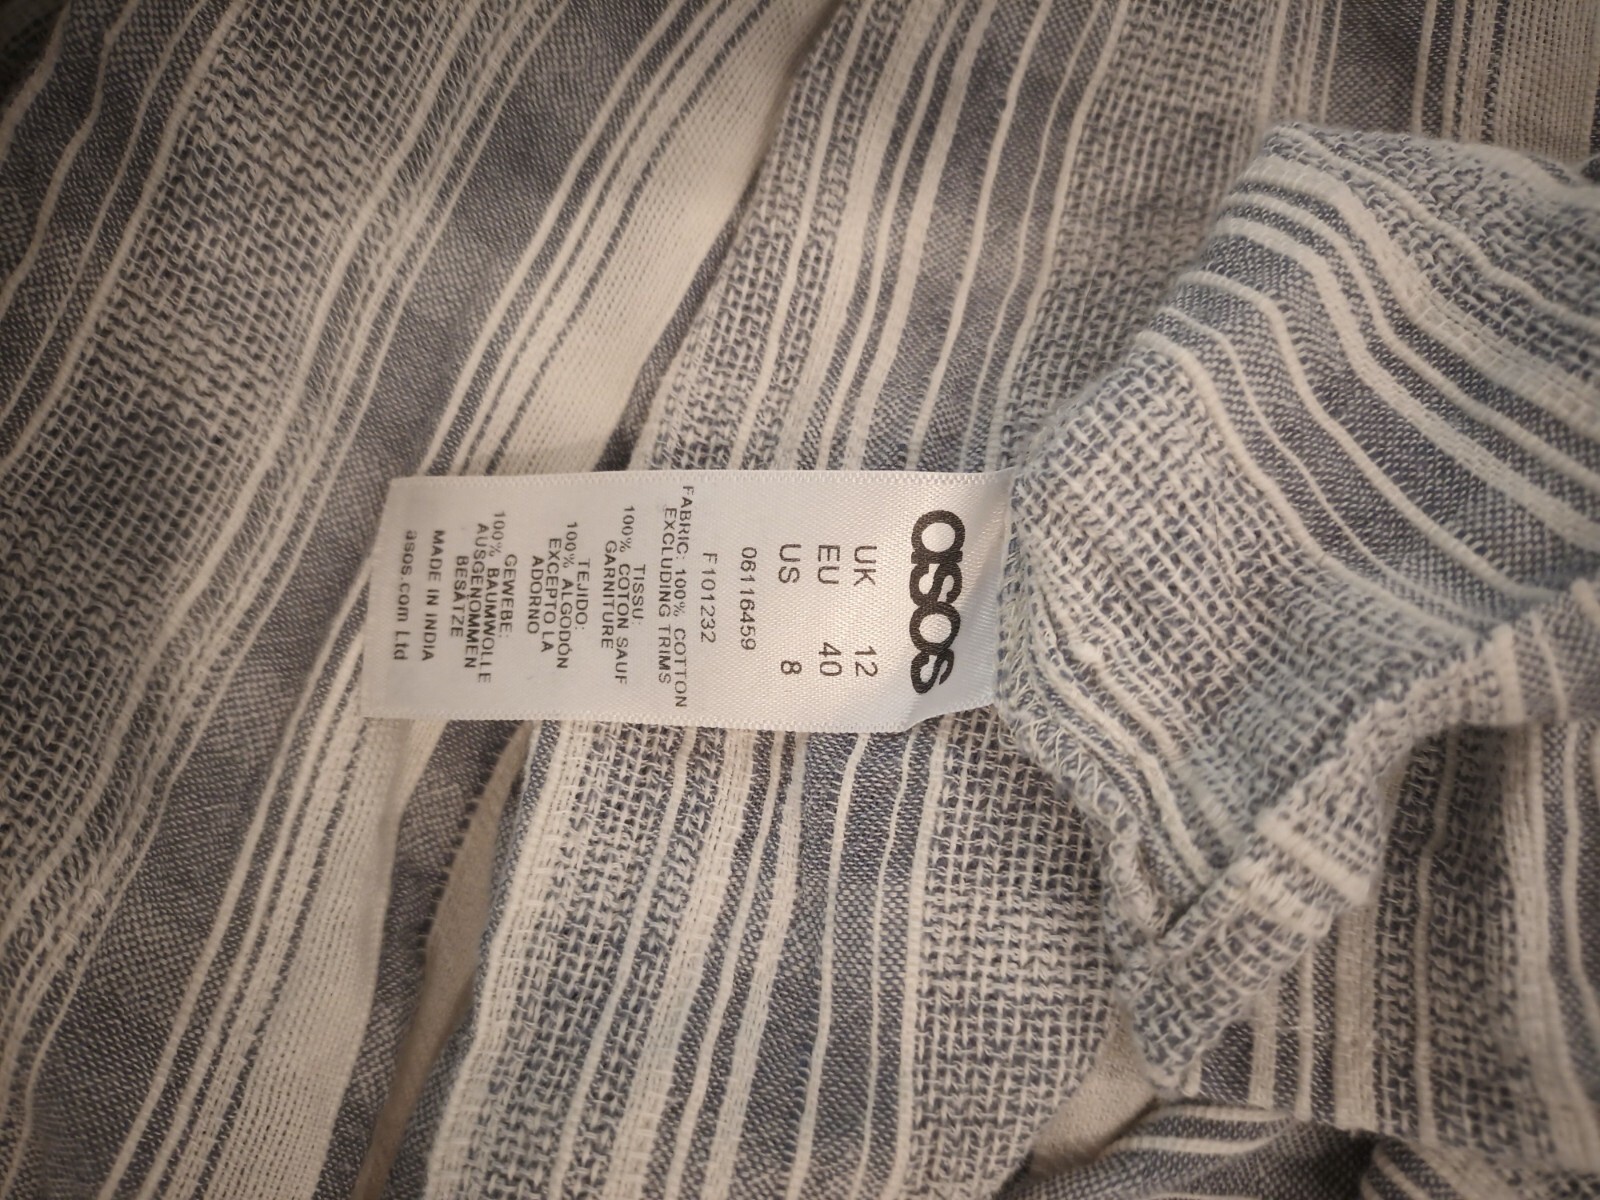 asos
UK 12
EU 40
US 8
06116459
F101232
FABRIC: 100% COTTON
EXCLUDING TRIMS
TISSU:
100% COTON SAUF
GARNITURE
TEJIDO:
100% ALGODÓN
EXCEPTO LA
ADORNO
GEWEBE:
100% BAUMWOLLE
AUSGENOMMEN
BESÄTZE
MADE IN INDIA
asos.com Ltd